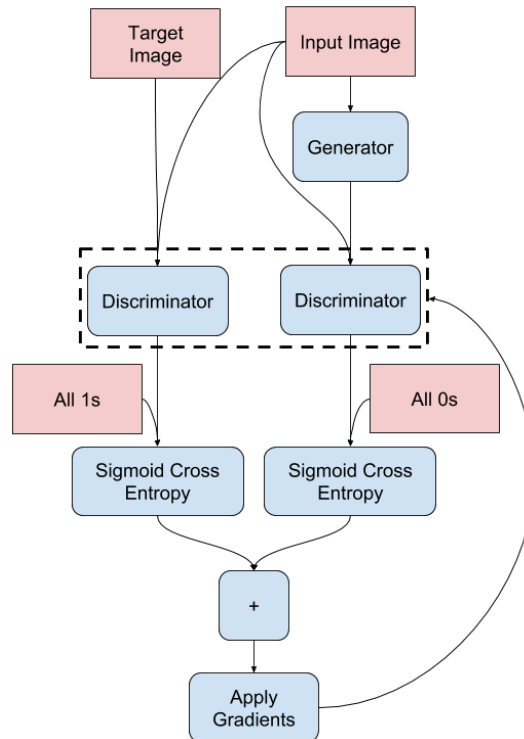 Target
Image
Input Image
Generator
Discriminator
Discriminator
All 1s
All 0s
Sigmoid Cross
Entropy
Sigmoid Cross
Entropy
+
Apply
Gradients